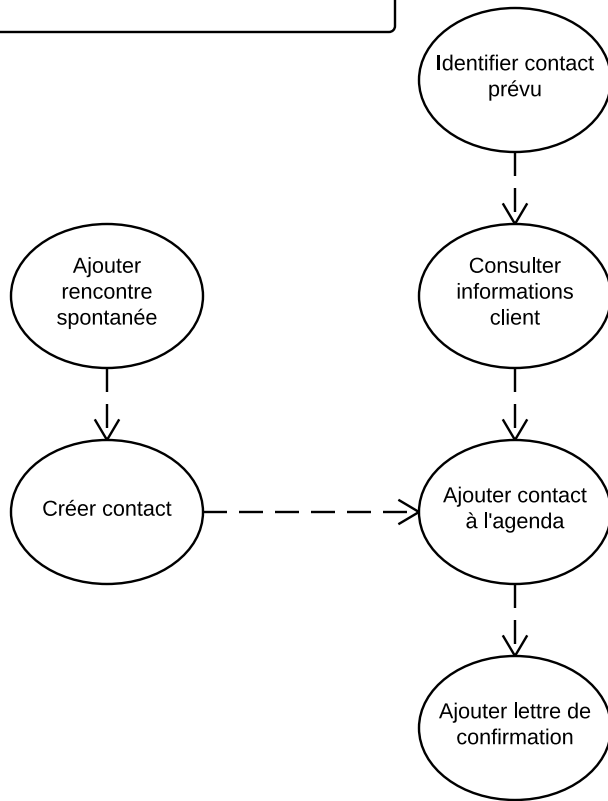 Identifier contact
prévu
Ajouter
rencontre
spontanée
Consulter
informations
client
Créer contact
Ajouter contact
à l'agenda
Ajouter lettre de
confirmation